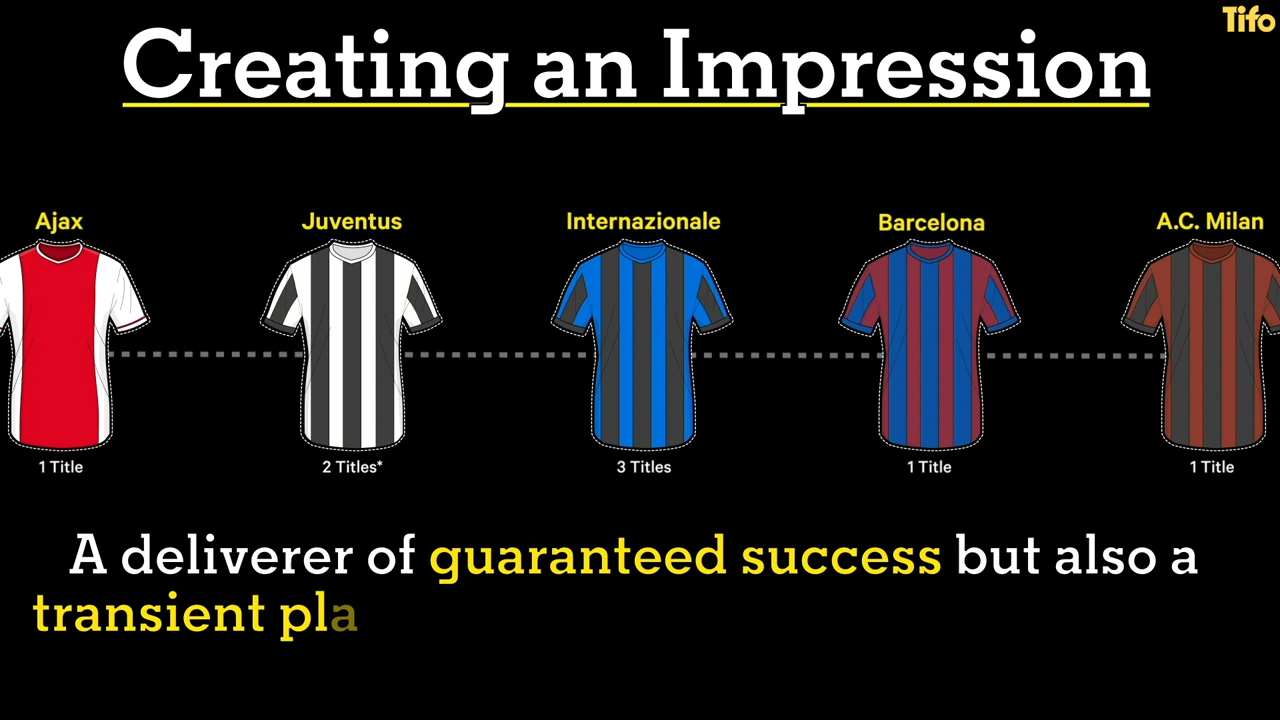 Tifo
Creating an Impression
Ajax
Juventus
Internazionale
Barcelona
A.C. Milan
1 Title
2 Titles*
3 Titles
1 Title
1 Title
A deliverer of guaranteed success but also a
transient pla